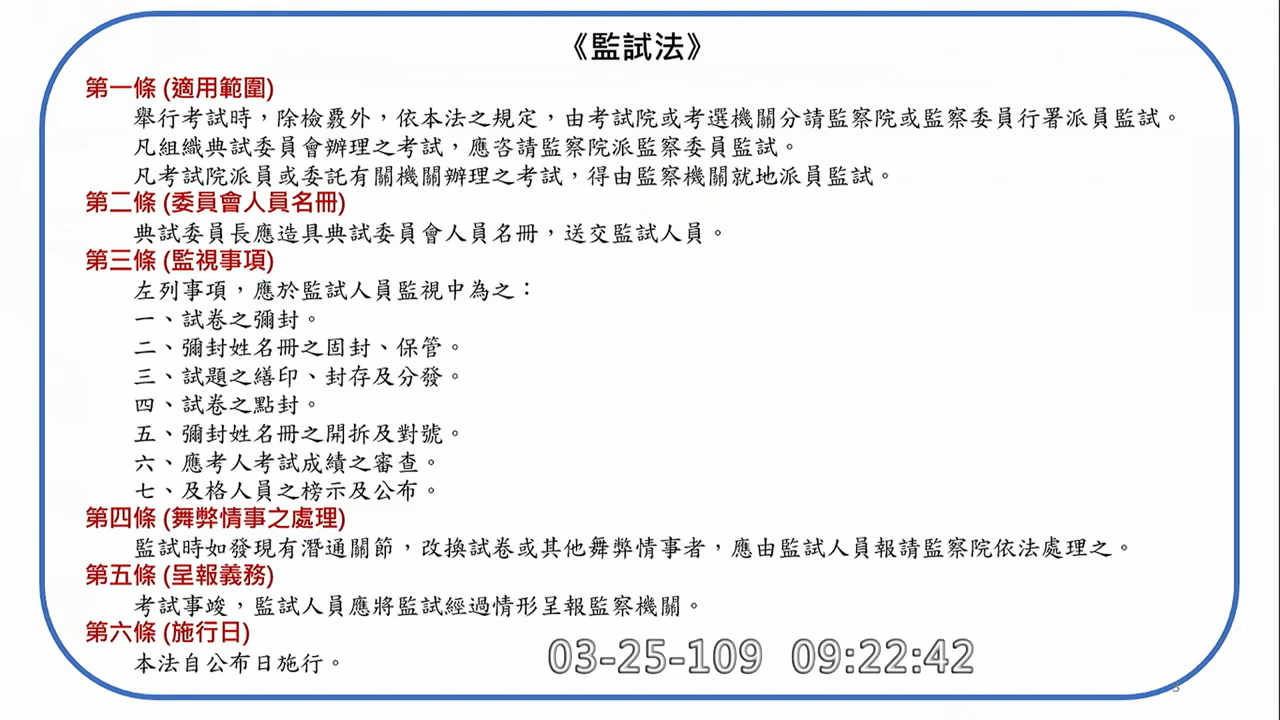 《監試法》
第一條 (適用範圍)
舉行考試時，除檢覈外，依本法之規定，由考試院或考選機關分請監察院或監察委員行署派員監試。
凡組織典試委員會辦理之考試，應咨請監察院派監察委員監試。
凡考試院派員或委託有關機關辦理之考試，得由監察機關就地派員監試。
第二條 (委員會人員名冊)
典試委員長應造具典試委員會人員名冊，送交監試人員。
第三條 (監視事項)
左列事項，應於監試人員監視中為之：
一、試卷之彌封。
二、彌封姓名冊之固封、保管。
三、試題之繕印、封存及分發。
四、試卷之點封。
五、彌封姓名冊之開拆及對號。
六、應考人考試成績之審查。
七、及格人員之榜示及公布。
第四條 (舞弊情事之處理)
監試時如發現有潛通關節，改換試卷或其他舞弊情事者，應由監試人員報請監察院依法處理之。
第五條 (呈報義務)
考試事竣，監試人員應將監試經過情形呈報監察機關。
第六條 (施行日)
本法自公布日施行。
03-25-109 09:22:42